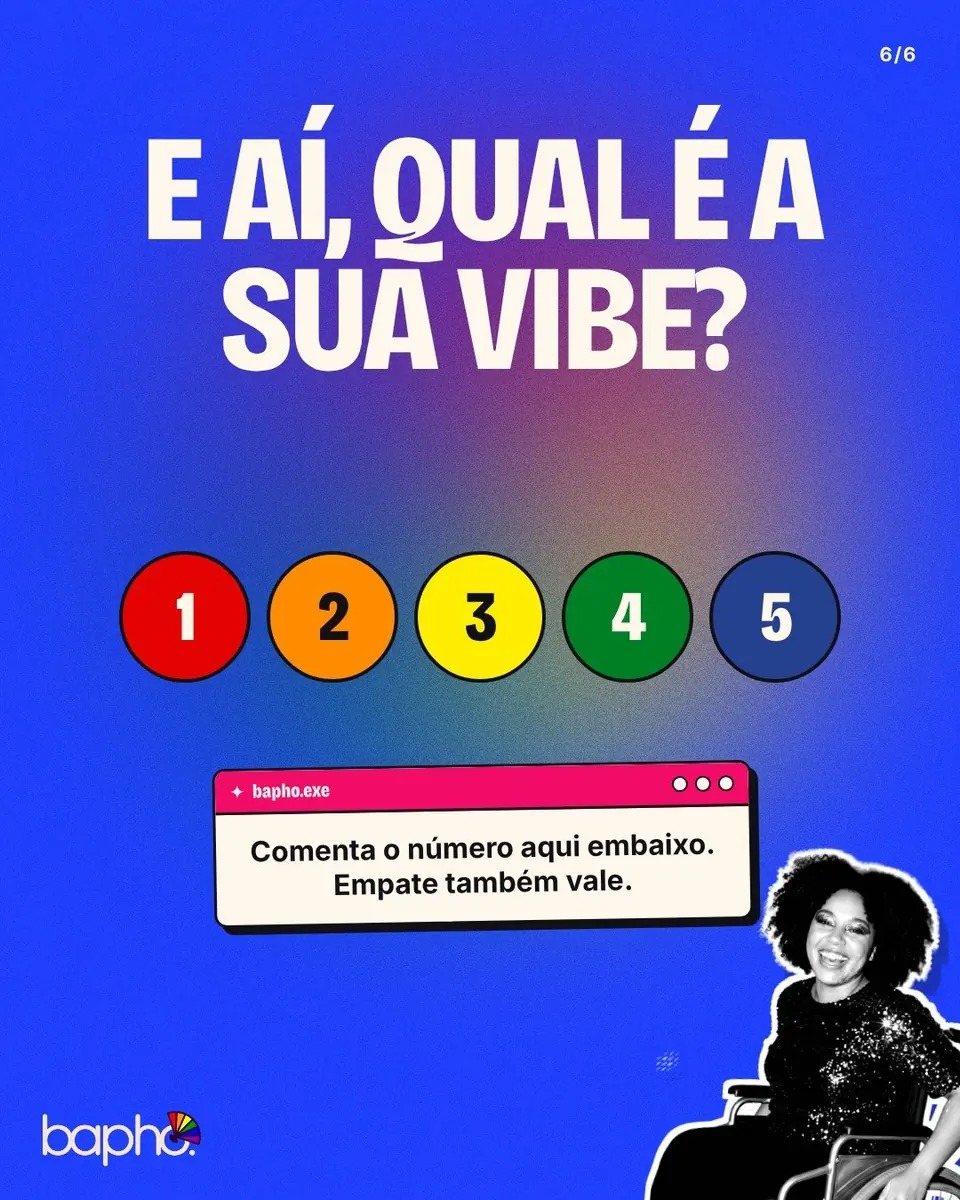 6/6
E AÍ, QUAL É A
SUA VIBE?
1 2 3 4 5
bapho.exe
Comenta o número aqui embaixo.
Empate também vale.
bapho.